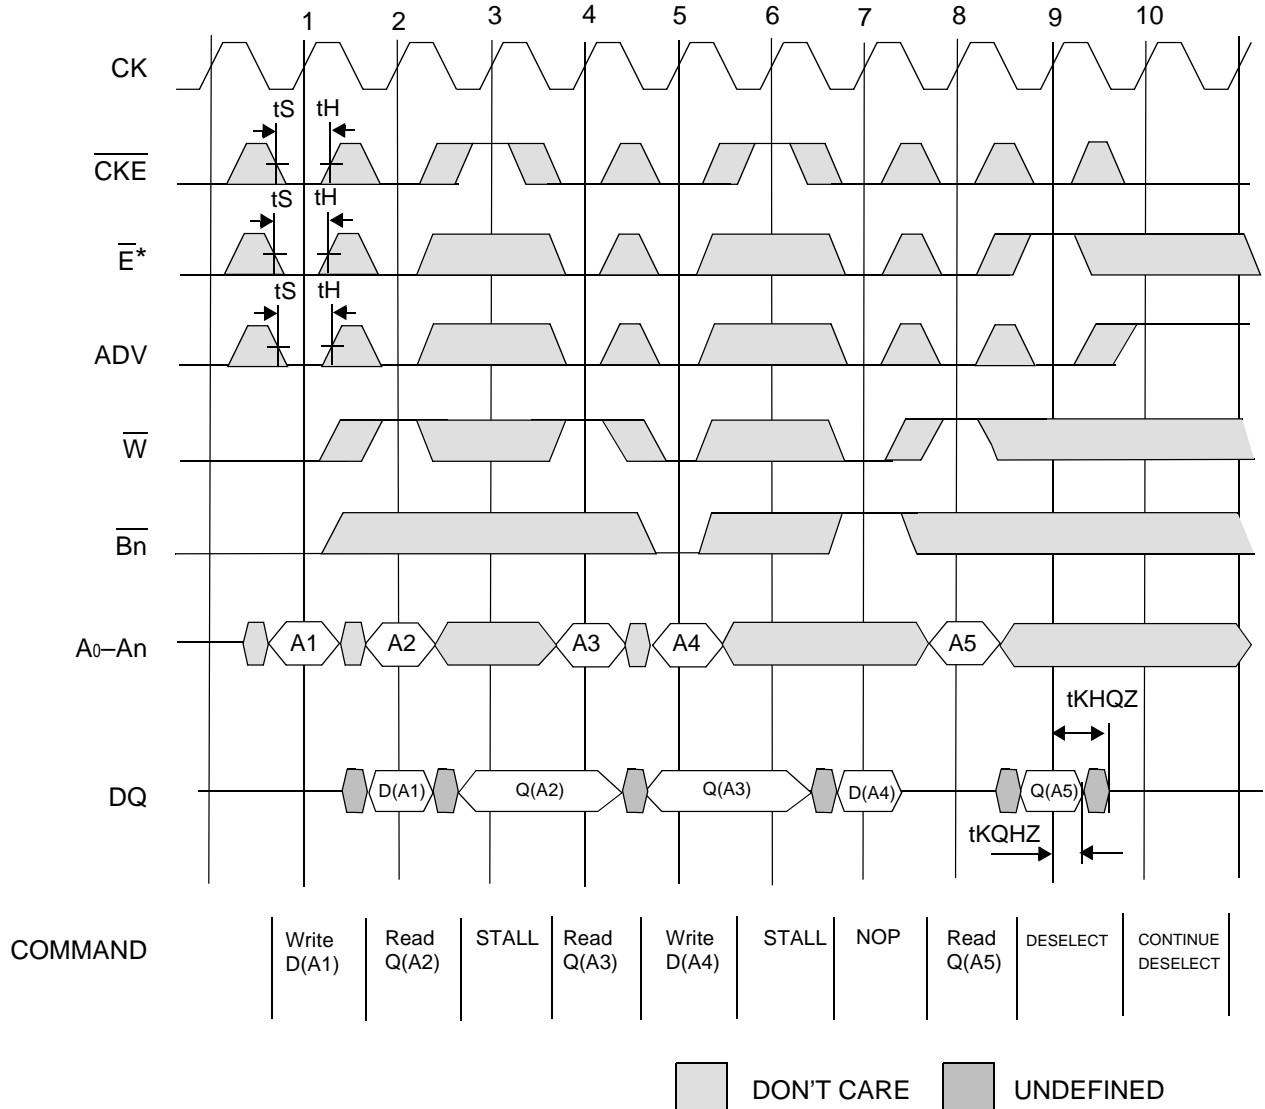 1 2 3 4 5 6 7 8 9 10
CK
tS tH
CKE
tS tH
E*
tS tH
ADV
W
Bn
A0–An A1 A2 A3 A4 A5
tKHQZ
DQ D(A1) Q(A2) Q(A3) D(A4) Q(A5)
tKQHZ
COMMAND
Write
D(A1)
Read
Q(A2)
STALL
Read
Q(A3)
Write
D(A4)
STALL
NOP
Read
Q(A5)
DESELECT
CONTINUE
DESELECT
DON'T CARE
UNDEFINED